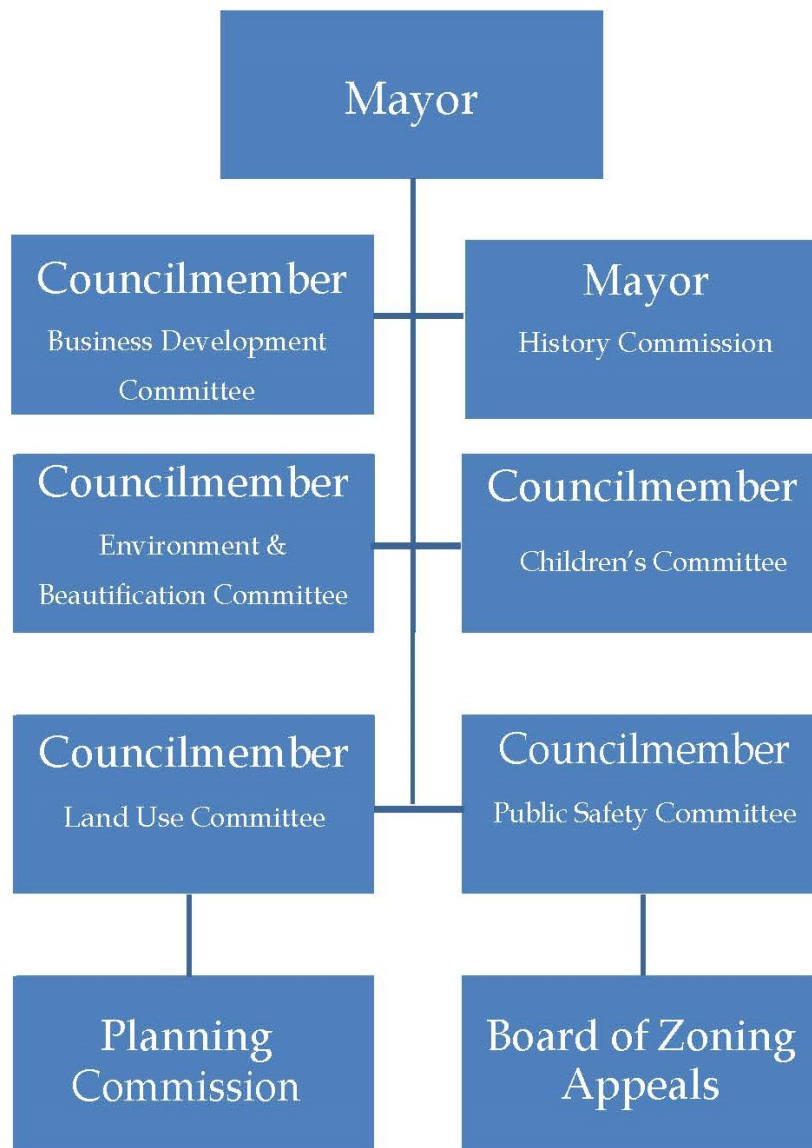 Mayor
Councilmember
Business Development
Committee
Mayor
History Commission
Councilmember
Environment &
Beautification Committee
Councilmember
Children’s Committee
Councilmember
Land Use Committee
Councilmember
Public Safety Committee
Planning
Commission
Board of Zoning
Appeals